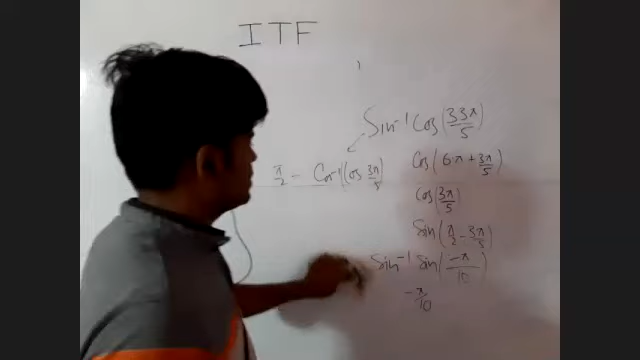 ITF
Sin⁻¹ Cos(33π/5)
π/2 - Cos⁻¹(Cos 3π/5)
Cos(6π + 3π/5)
Cos(3π/5)
Sin(π/2 - 3π/5)
Sin⁻¹ Sin(-π/10)
-π/10